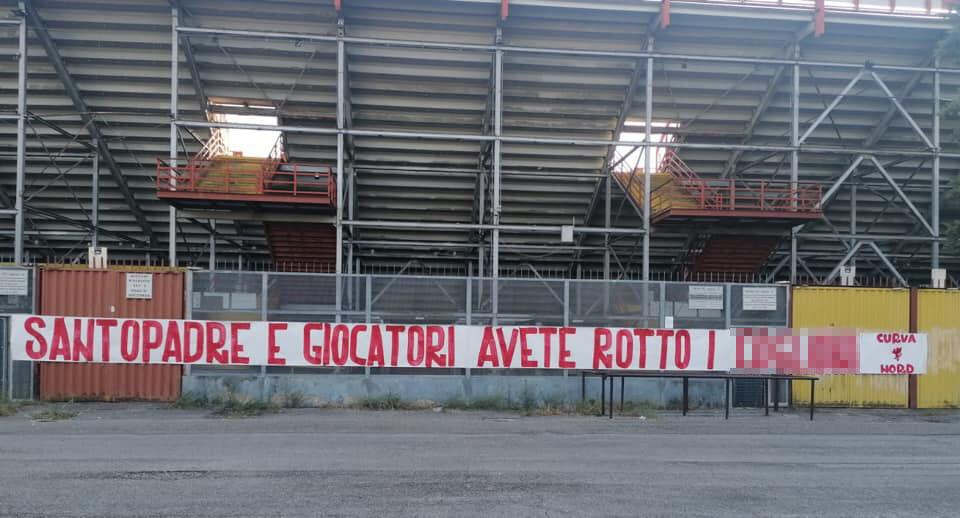 SANTOPADRE E GIOCATORI AVETE ROTTO I
CURVA
NORD